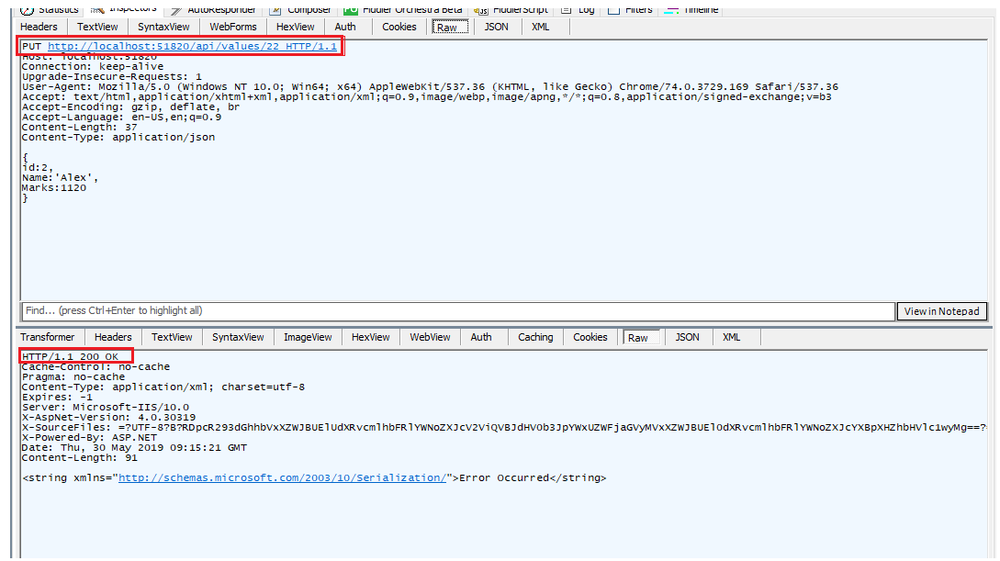 Statistics Inspectors AutoResponder Composer FO Fiddler Orchestra Beta FiddlerScript Log Filters Timeline
Headers TextView SyntaxView WebForms HexView Auth Cookies Raw JSON XML
PUT http://localhost:51820/api/values/22 HTTP/1.1
Host: localhost:51820
Connection: keep-alive
Upgrade-Insecure-Requests: 1
User-Agent: Mozilla/5.0 (Windows NT 10.0; Win64; x64) AppleWebKit/537.36 (KHTML, like Gecko) Chrome/74.0.3729.169 Safari/537.36
Accept: text/html,application/xhtml+xml,application/xml;q=0.9,image/webp,image/apng,*/*;q=0.8,application/signed-exchange;v=b3
Accept-Encoding: gzip, deflate, br
Accept-Language: en-US,en;q=0.9
Content-Length: 37
Content-Type: application/json
{
id:2,
Name:'Alex',
Marks:1120
}
Find... (press Ctrl+Enter to highlight all) View in Notepad
Transformer Headers TextView SyntaxView ImageView HexView WebView Auth Caching Cookies Raw JSON XML
HTTP/1.1 200 OK
Cache-Control: no-cache
Pragma: no-cache
Content-Type: application/xml; charset=utf-8
Expires: -1
Server: Microsoft-IIS/10.0
X-AspNet-Version: 4.0.30319
X-SourceFiles:
X-Powered-By: ASP.NET
Date: Thu, 30 May 2019 09:15:21 GMT
Content-Length: 91
<string xmlns="http://schemas.microsoft.com/2003/10/Serialization/">Error Occurred</string>